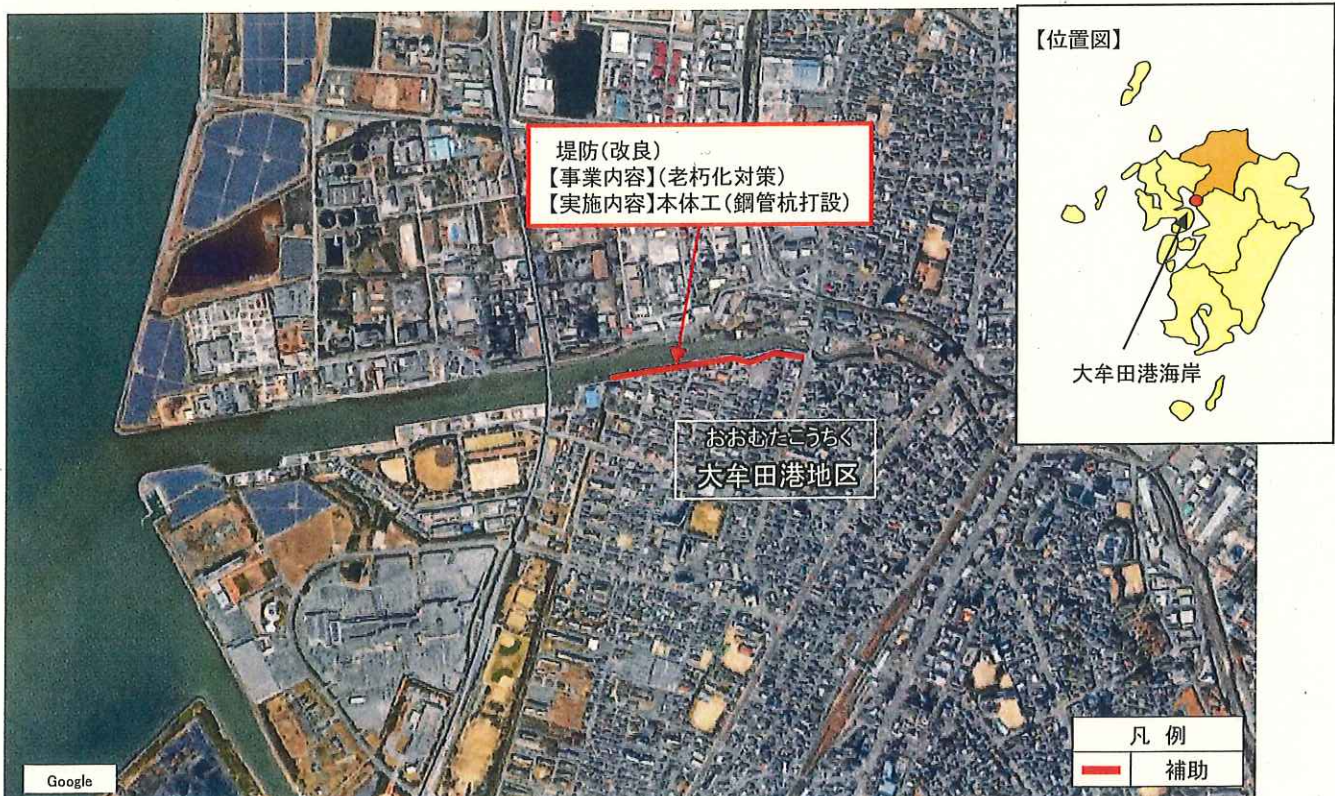 堤防(改良)
【事業内容】(老朽化対策)
【実施内容】本体工(鋼管杭打設)
【位置図】
大牟田港海岸
おおむたこうちく
大牟田港地区
凡 例
補助
Google